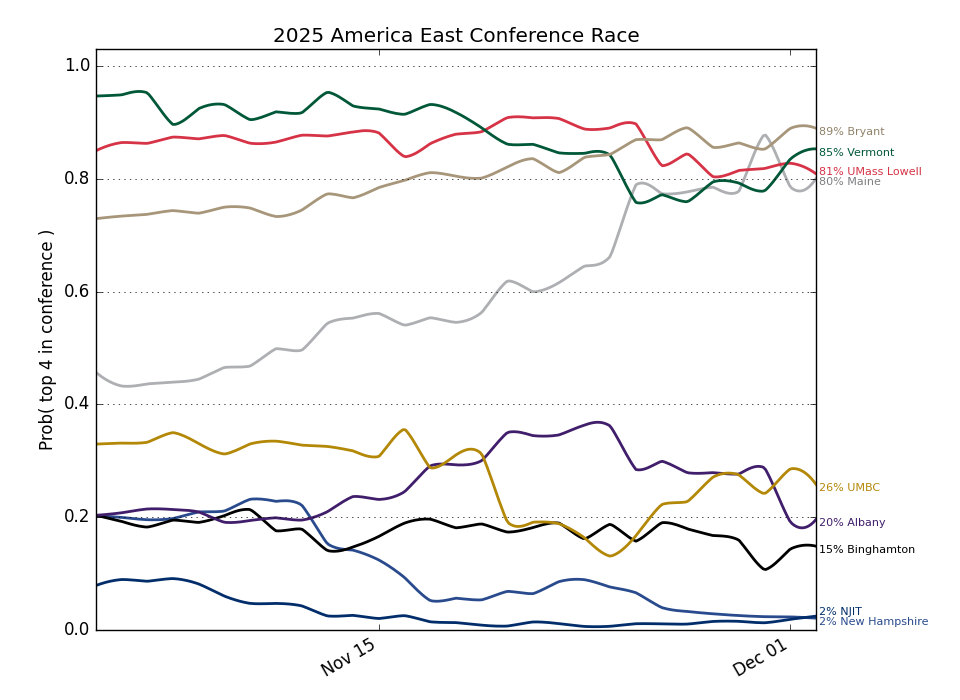 2025 America East Conference Race
Prob( top 4 in conference )
1.0
0.8
0.6
0.4
0.2
0.0
89% Bryant
85% Vermont
81% UMass Lowell
80% Maine
26% UMBC
20% Albany
15% Binghamton
2% NJIT
2% New Hampshire
Nov 15
Dec 01